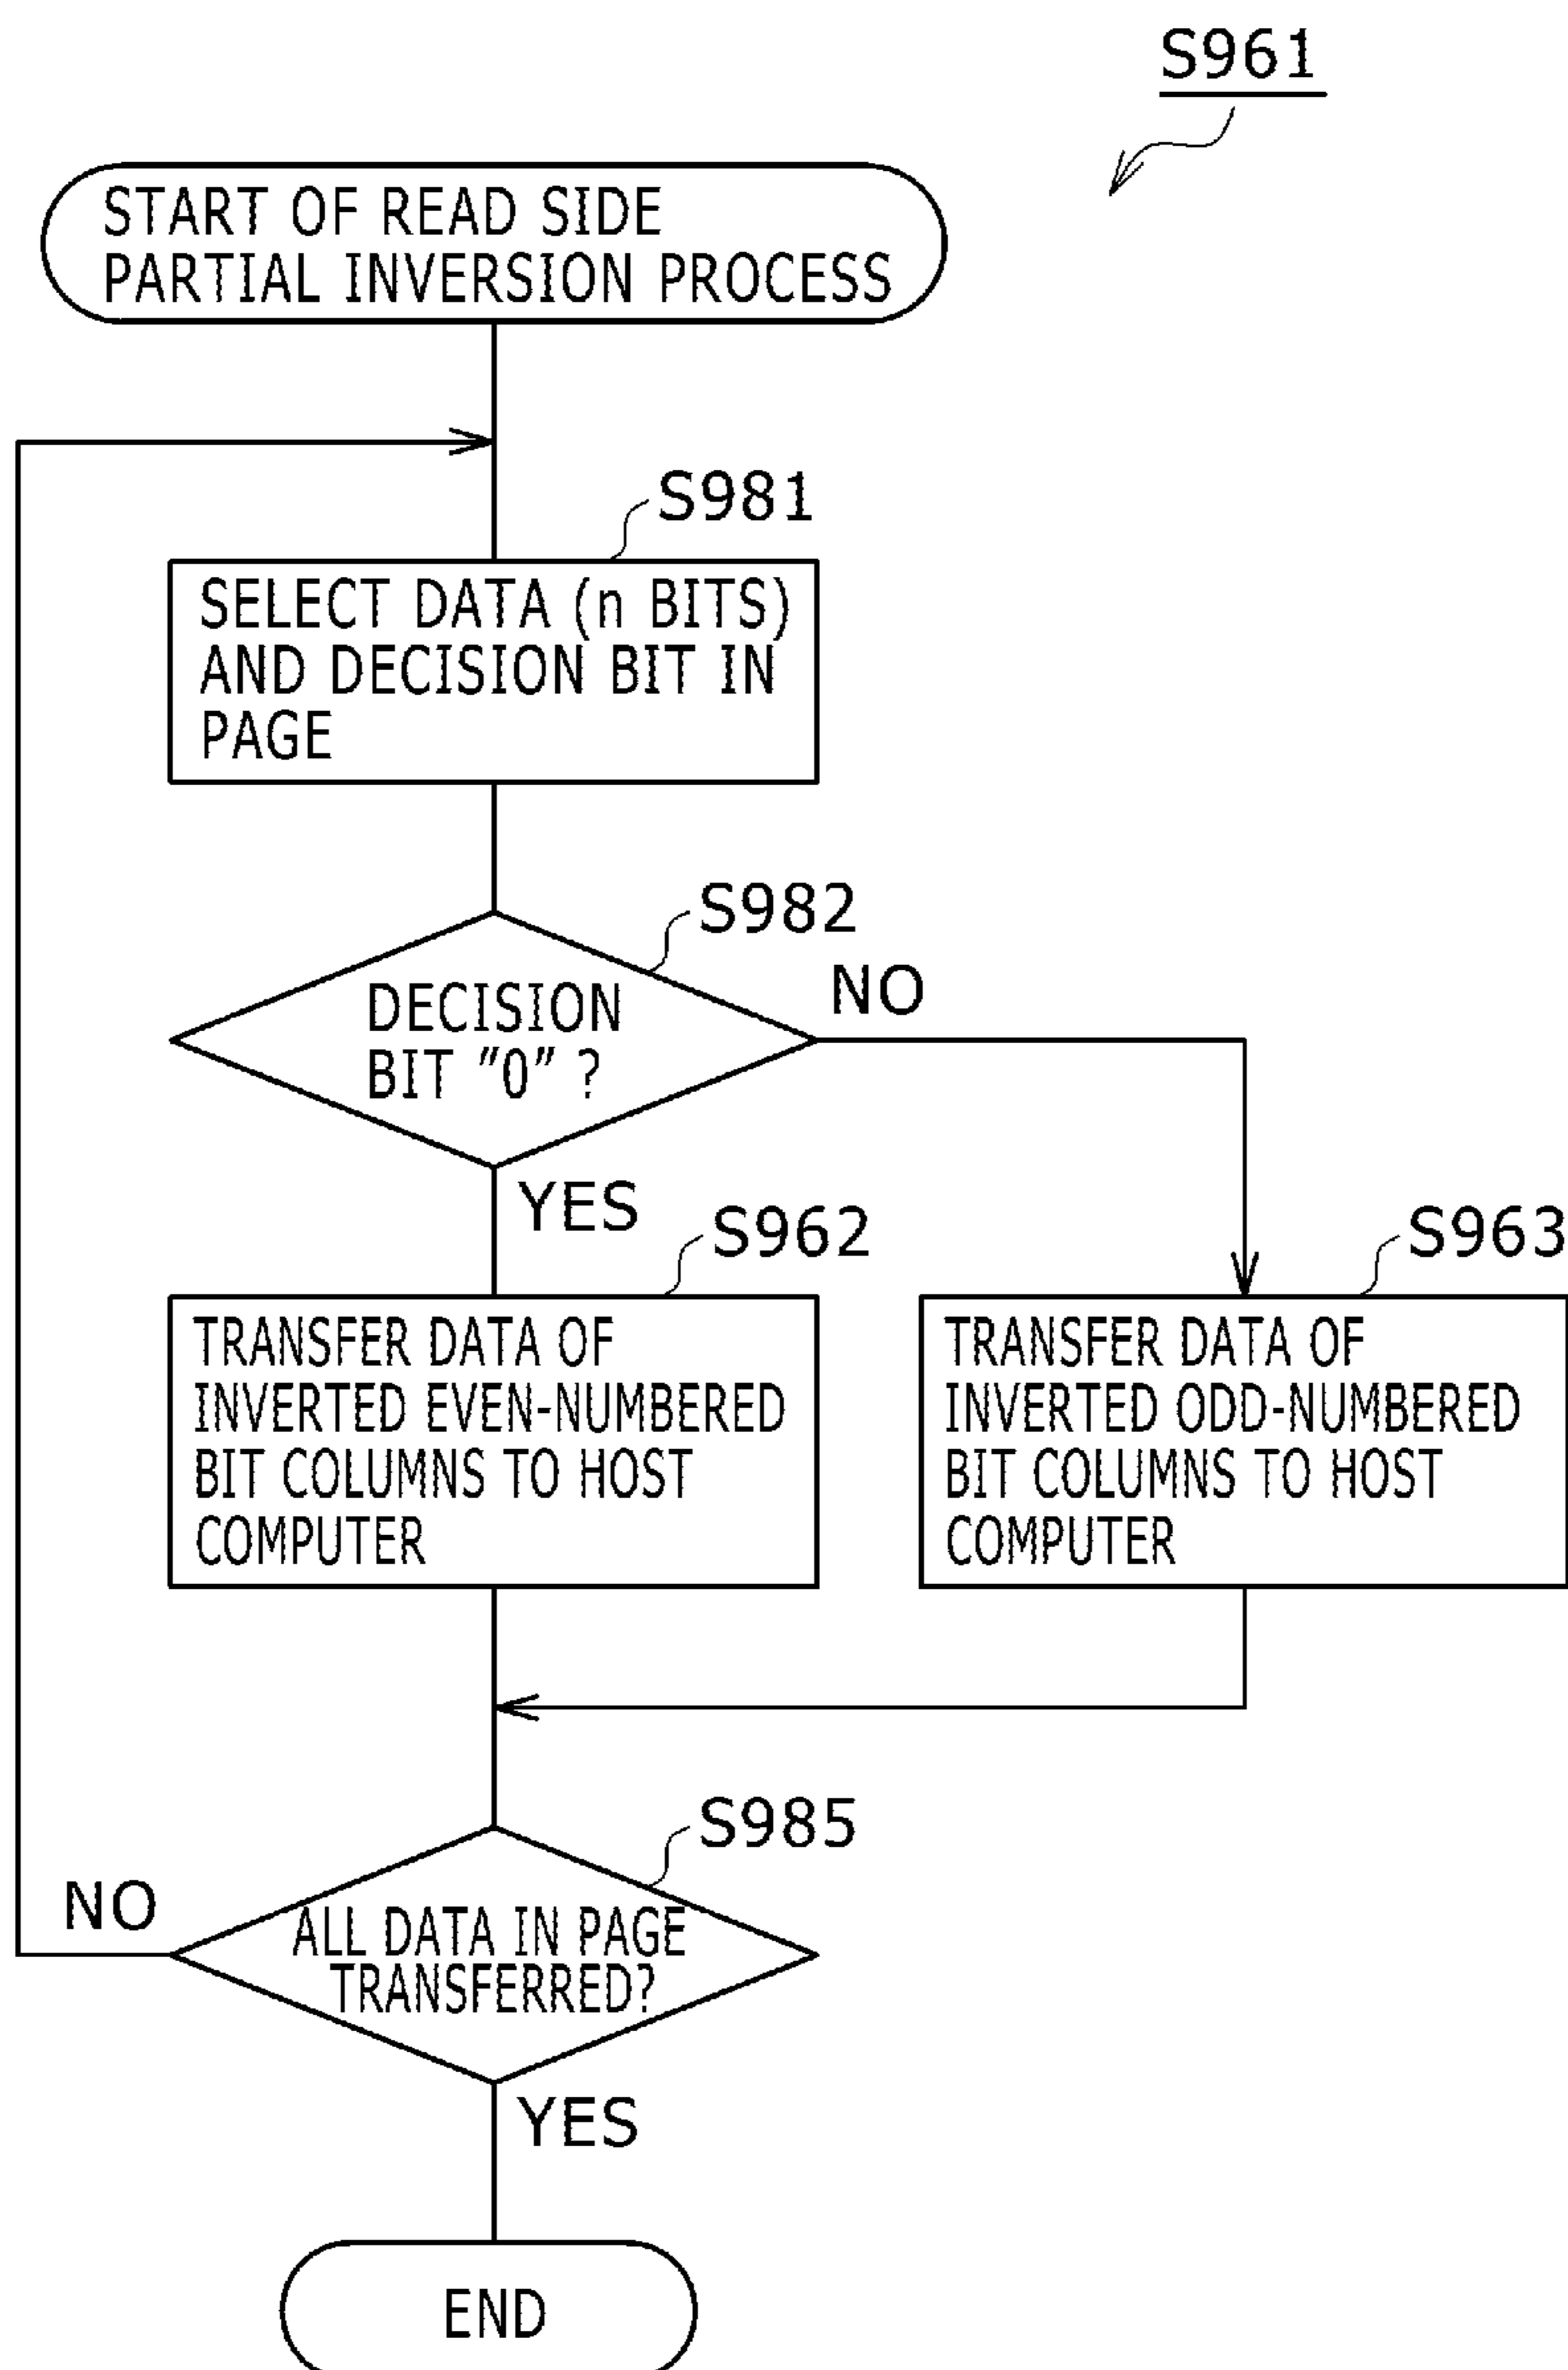 S961
START OF READ SIDE
PARTIAL INVERSION PROCESS
S981
SELECT DATA (n BITS)
AND DECISION BIT IN
PAGE
S982
DECISION
BIT "0" ?
NO
YES
S962
TRANSFER DATA OF
INVERTED EVEN-NUMBERED
BIT COLUMNS TO HOST
COMPUTER
S963
TRANSFER DATA OF
INVERTED ODD-NUMBERED
BIT COLUMNS TO HOST
COMPUTER
S985
ALL DATA IN PAGE
TRANSFERRED?
NO
YES
END